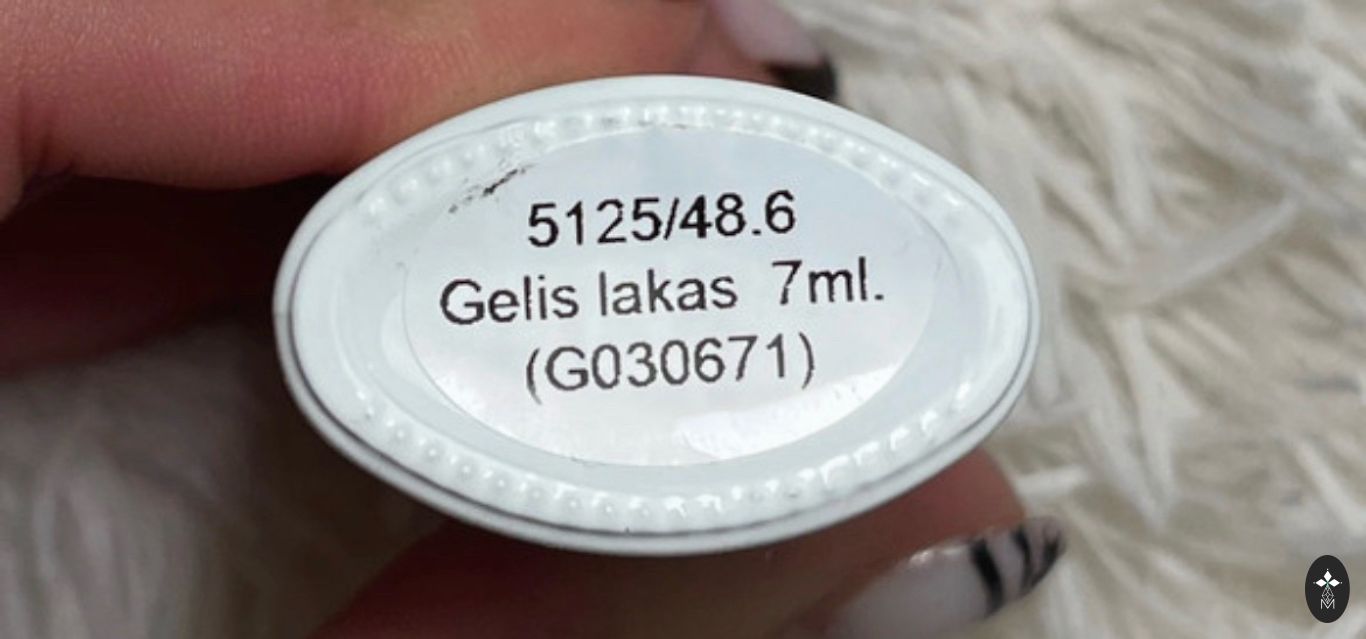 5125/48.6
Gelis lakas 7ml.
(G030671)
M